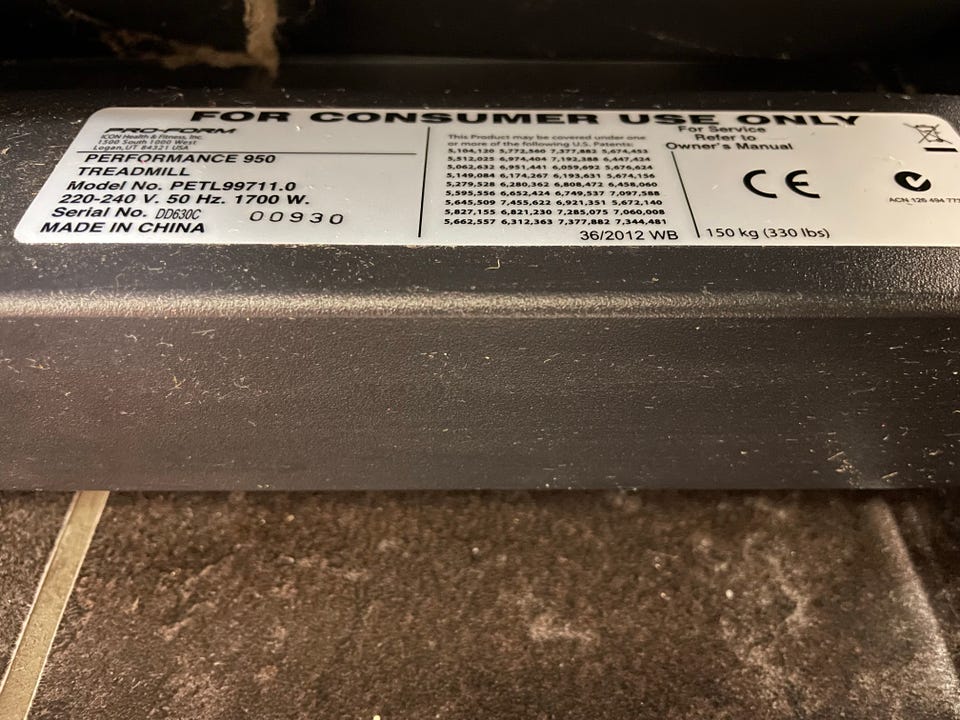 FOR CONSUMER USE ONLY
PRO-FORM
ICON Health & Fitness, Inc.
1500 South 1000 West
Logan, UT 84321 USA
PERFORMANCE 950
TREADMILL
Model No. PETL99711.0
220-240 V. 50 Hz. 1700 W.
Serial No. DD630C 00930
MADE IN CHINA
This Product may be covered under one
or more of the following U.S. Patents:
5,104,120 5,772,560 7,377,882 5,674,453
5,512,025 6,974,404 7,192,388 6,447,424
5,062,632 6,951,441 6,059,692 5,676,624
5,149,084 6,174,267 6,193,631 5,674,156
5,279,528 6,280,362 6,808,472 6,458,060
5,595,556 6,652,424 6,749,537 7,097,588
5,645,509 7,455,622 6,921,351 5,672,140
5,827,155 6,821,230 7,285,075 7,060,008
5,662,557 6,312,363 7,377,882 7,344,481
36/2012 WB
For Service
Refer to
Owner's Manual
CE
150 kg (330 lbs)
ACN 126 494